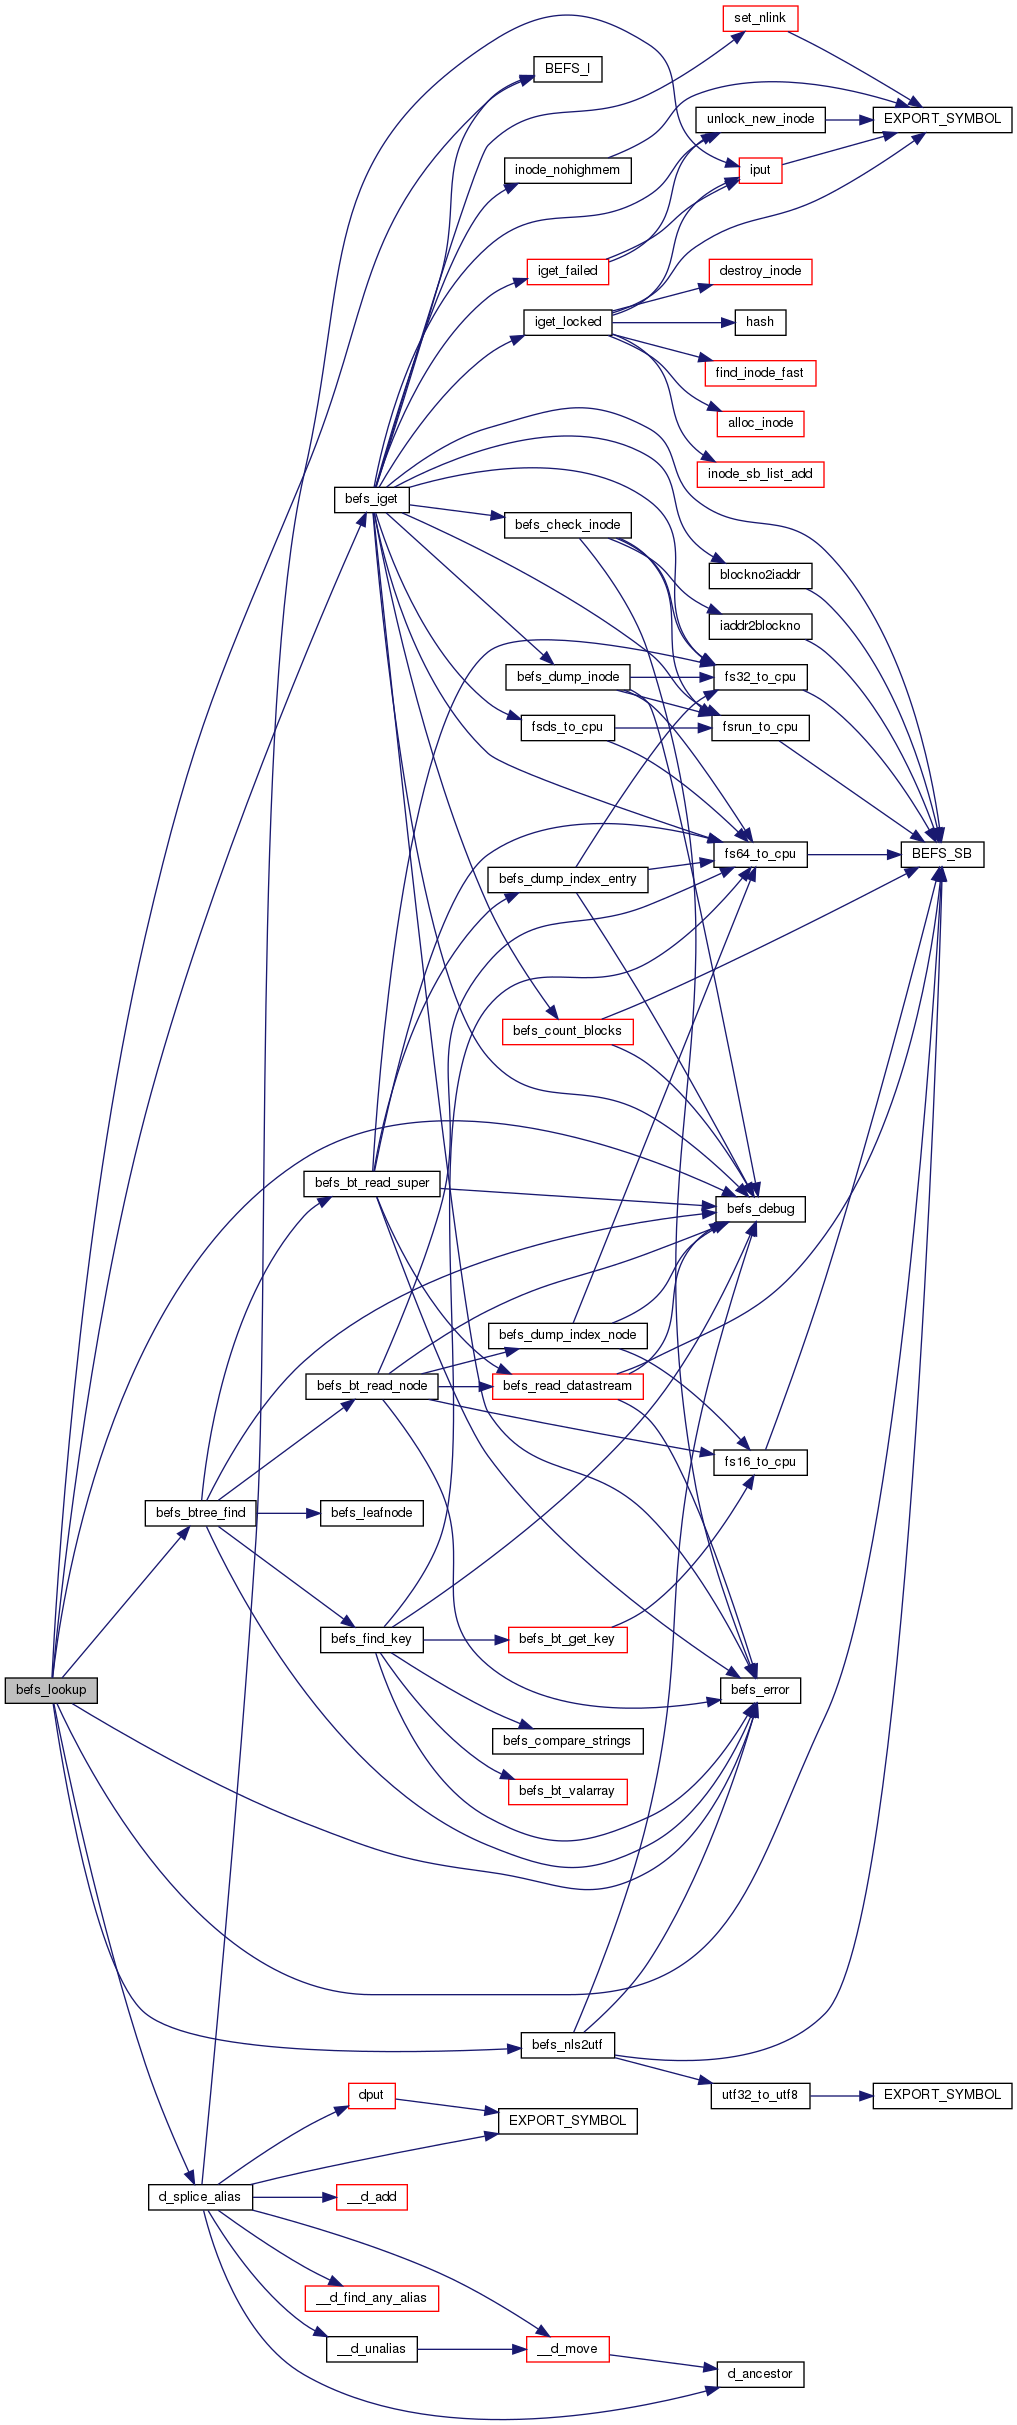 set_nlink
BEFS_I
unlock_new_inode
EXPORT_SYMBOL
inode_nohighmem
iput
iget_failed
destroy_inode
iget_locked
hash
find_inode_fast
alloc_inode
inode_sb_list_add
befs_iget
befs_check_inode
blockno2iaddr
iaddr2blockno
befs_dump_inode
fs32_to_cpu
fsds_to_cpu
fsrun_to_cpu
fs64_to_cpu
BEFS_SB
befs_dump_index_entry
befs_count_blocks
befs_bt_read_super
befs_debug
befs_dump_index_node
befs_bt_read_node
befs_read_datastream
fs16_to_cpu
befs_btree_find
befs_leafnode
befs_find_key
befs_bt_get_key
befs_lookup
befs_error
befs_compare_strings
befs_bt_valarray
befs_nls2utf
utf32_to_utf8
EXPORT_SYMBOL
dput
EXPORT_SYMBOL
d_splice_alias
__d_add
__d_find_any_alias
__d_unalias
__d_move
d_ancestor